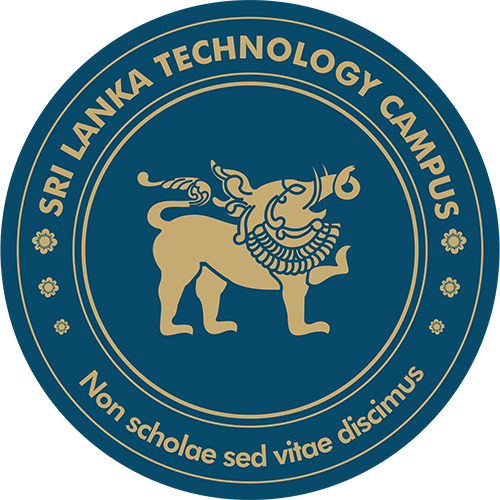 SRI LANKA TECHNOLOGY CAMPUS
Non scholae sed vitae discimus